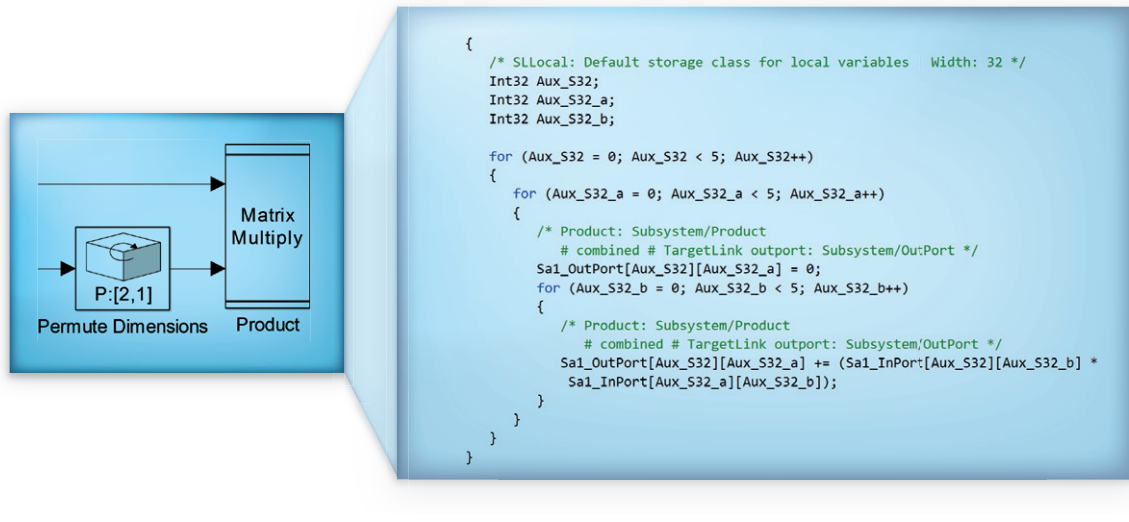 Matrix
Multiply
P:[2,1]
Permute Dimensions
Product
{
/* SLLocal: Default storage class for local variables | Width: 32 */
Int32 Aux_S32;
Int32 Aux_S32_a;
Int32 Aux_S32_b;
for (Aux_S32 = 0; Aux_S32 < 5; Aux_S32++)
{
for (Aux_S32_a = 0; Aux_S32_a < 5; Aux_S32_a++)
{
/* Product: Subsystem/Product
# combined # TargetLink outport: Subsystem/OutPort */
Sa1_OutPort[Aux_S32][Aux_S32_a] = 0;
for (Aux_S32_b = 0; Aux_S32_b < 5; Aux_S32_b++)
{
/* Product: Subsystem/Product
# combined # TargetLink outport: Subsystem/OutPort */
Sa1_OutPort[Aux_S32][Aux_S32_a] += (Sa1_InPort[Aux_S32][Aux_S32_b] *
Sa1_InPort[Aux_S32_a][Aux_S32_b]);
}
}
}
}